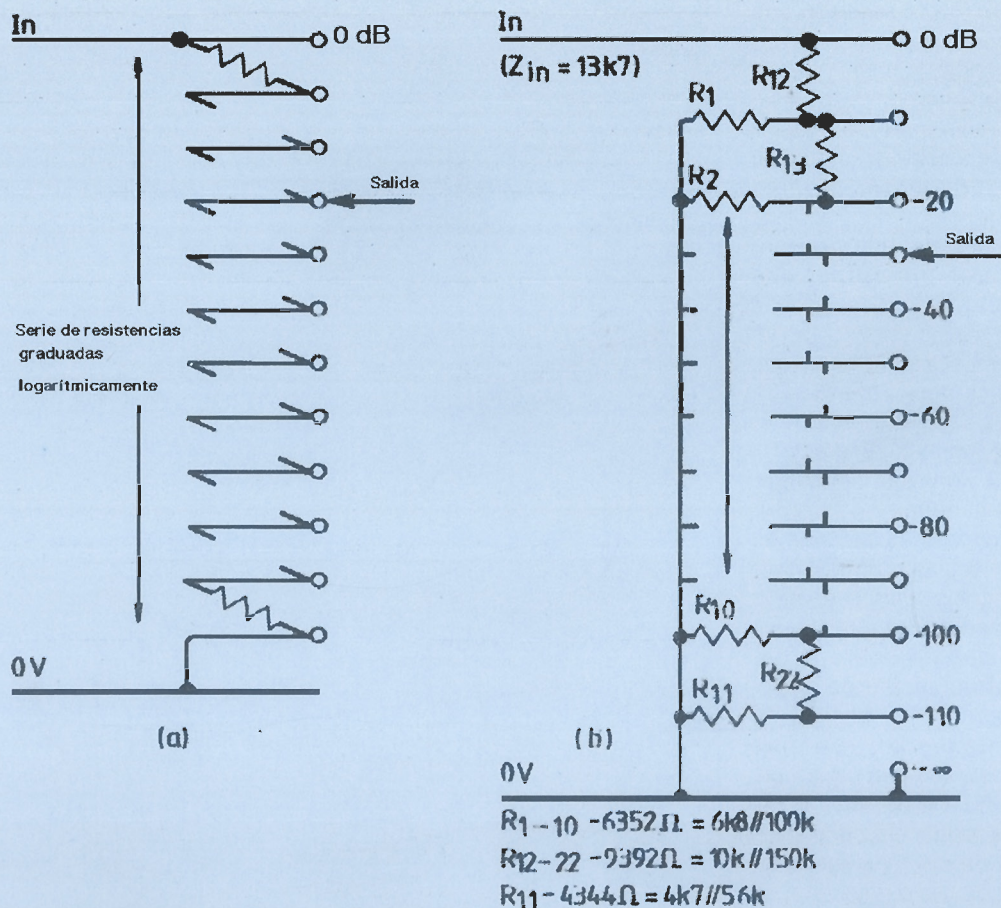 In
0 dB
Salida
Serie de resistencias
graduadas
logarítmicamente
0V
(a)
In
(Zin = 13k7)
0 dB
R12
R1
R13
R2
-20
Salida
-40
-60
-80
R10
-100
R22
R11
-110
(b)
0V
-∞
R1-10 -6352Ω = 6k8//100k
R12-22 -9392Ω = 10k//150k
R11-4344Ω = 4k7//56k